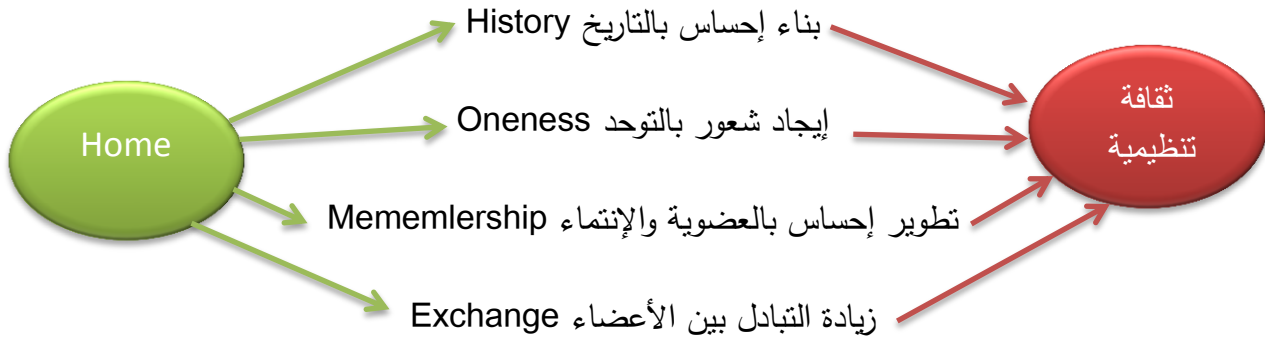 بناء إحساس بالتاريخ History
Home
إيجاد شعور بالتوحد Oneness
ثقافة
تنظيمية
تطوير إحساس بالعضوية والإنتماء Mememlership
زيادة التبادل بين الأعضاء Exchange